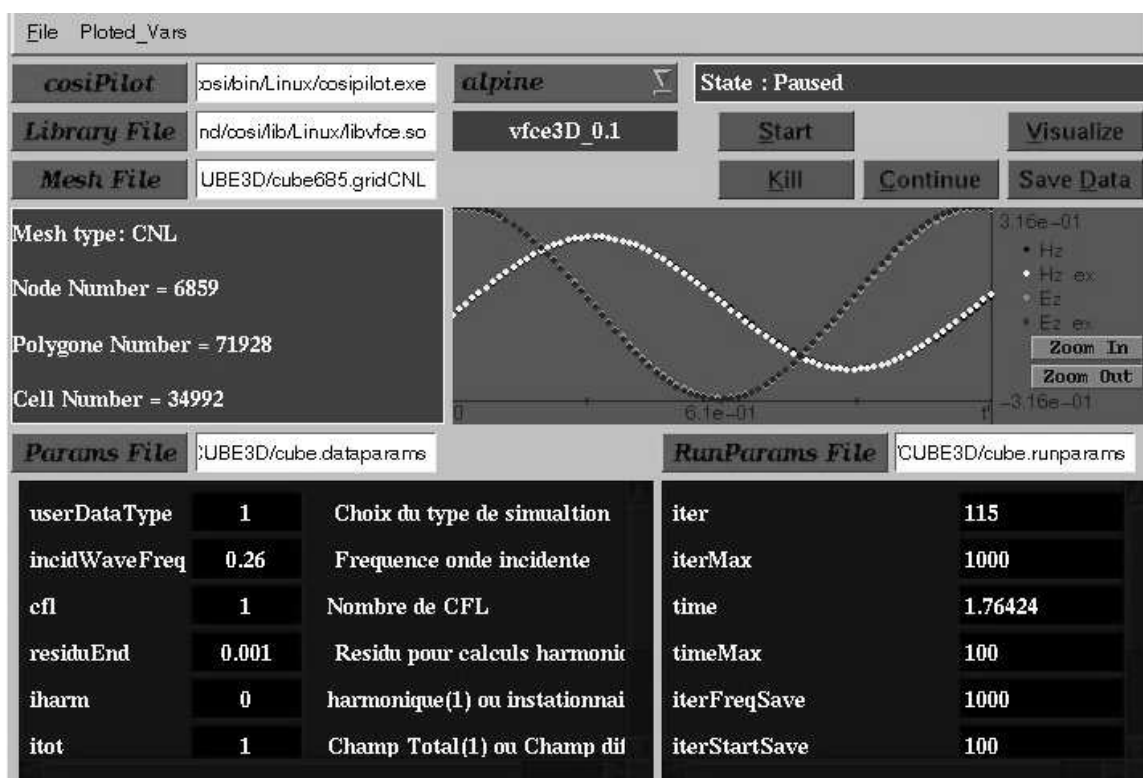 File Ploted_Vars
cosiPilot cosi/bin/Linux/cosipilot.exe alpine State : Paused
Library File nd/cosi/lib/Linux/libvfce.so vfce3D_0.1 Start Visualize
Mesh File UBE3D/cube685.gridCNL Kill Continue Save Data
Mesh type: CNL
Node Number = 6859
Polygone Number = 71928
Cell Number = 34992
3.16e-01
Hz
Hz ex
Ez
Ez ex
Zoom In
Zoom Out
-3.16e-01
0 6.1e-01 t
Params File CUBE3D/cube.dataparams RunParams File CUBE3D/cube.runparams
userDataType 1 Choix du type de simualtion iter 115
incidWaveFreq 0.26 Frequence onde incidente iterMax 1000
cfl 1 Nombre de CFL time 1.76424
residuEnd 0.001 Residu pour calculs harmonic timeMax 100
iharm 0 harmonique(1) ou instationnai iterFreqSave 1000
itot 1 Champ Total(1) ou Champ dif iterStartSave 100